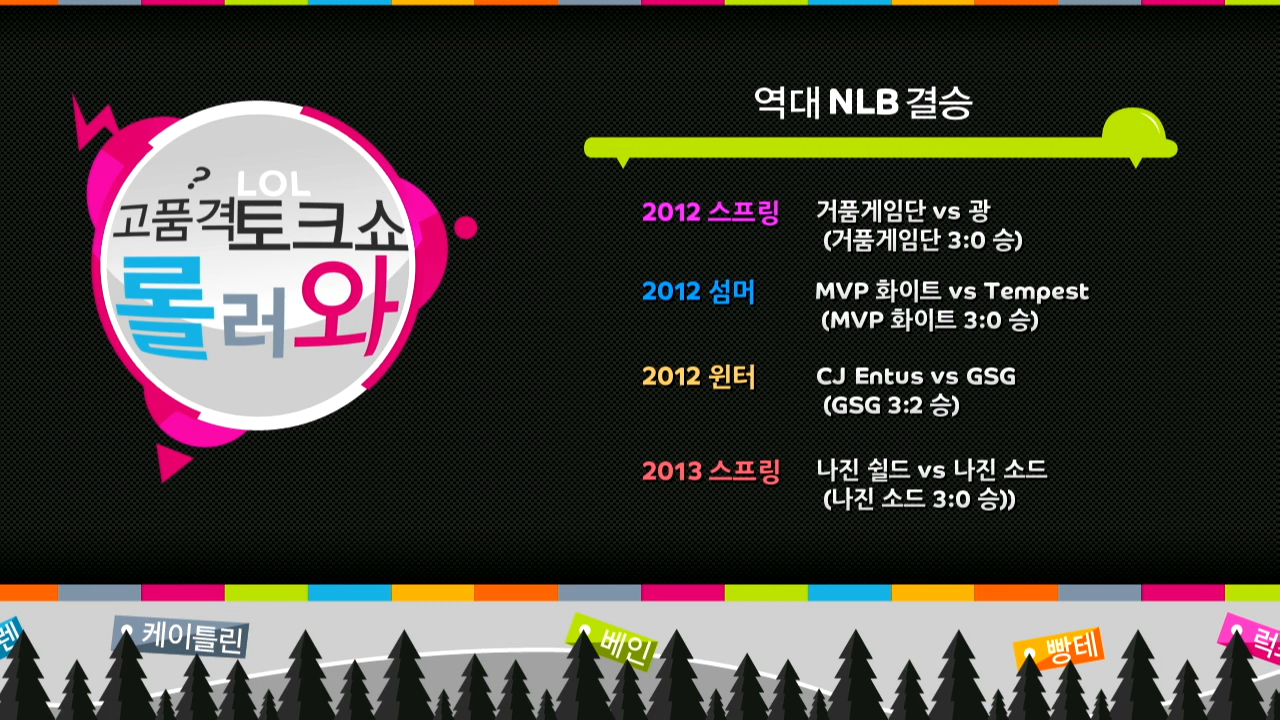 ?
LOL
고품격토크쇼
롤러와
역대 NLB 결승
2012 스프링 거품게임단 vs 광
(거품게임단 3:0 승)
2012 섬머 MVP 화이트 vs Tempest
(MVP 화이트 3:0 승)
2012 윈터 CJ Entus vs GSG
(GSG 3:2 승)
2013 스프링 나진 쉴드 vs 나진 소드
(나진 소드 3:0 승))
렌
케이틀린
베인
빵테
럭